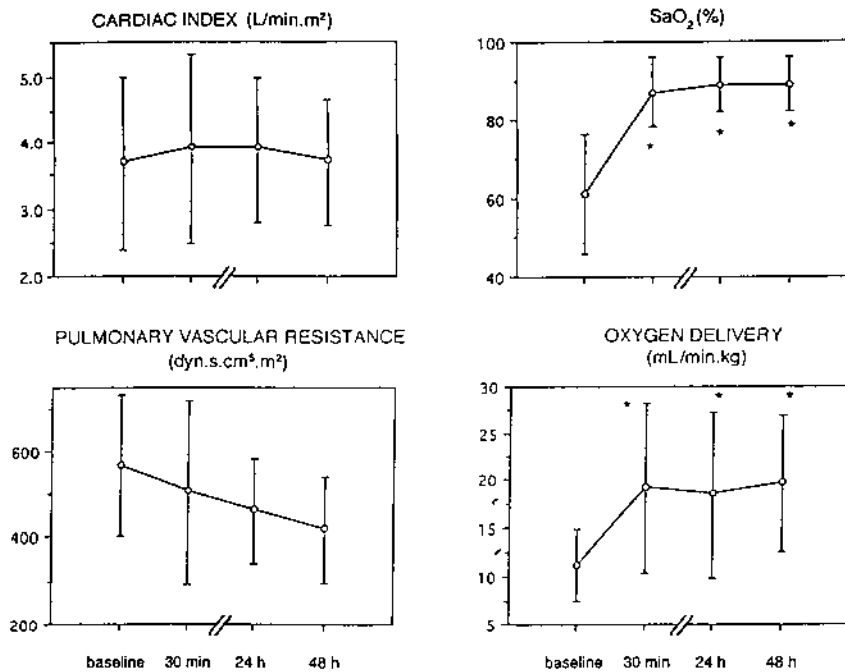 CARDIAC INDEX (L/min.m²)
5.0
4.0
3.0
2.0
SaO₂(%)
100
80
60
40
*
*
*
PULMONARY VASCULAR RESISTANCE
(dyn.s.cm⁵.m²)
600
400
200
baseline 30 min 24 h 48 h
OXYGEN DELIVERY
(mL/min.kg)
30
25
20
15
10
5
*
*
*
baseline 30 min 24 h 48 h